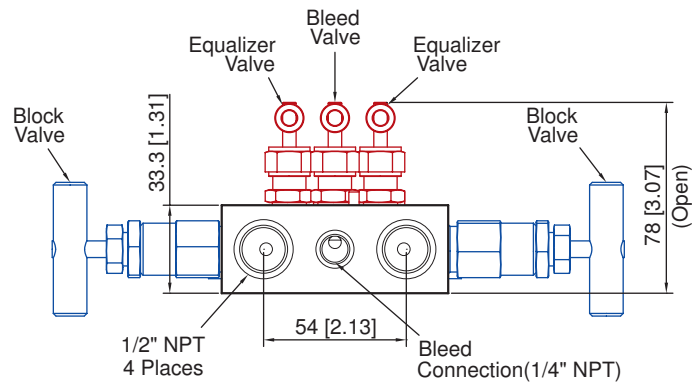 Bleed
Valve
Equalizer
Valve
Equalizer
Valve
Block
Valve
Block
Valve
33.3 [1.31]
78 [3.07]
(Open)
54 [2.13]
1/2" NPT
4 Places
Bleed
Connection(1/4" NPT)